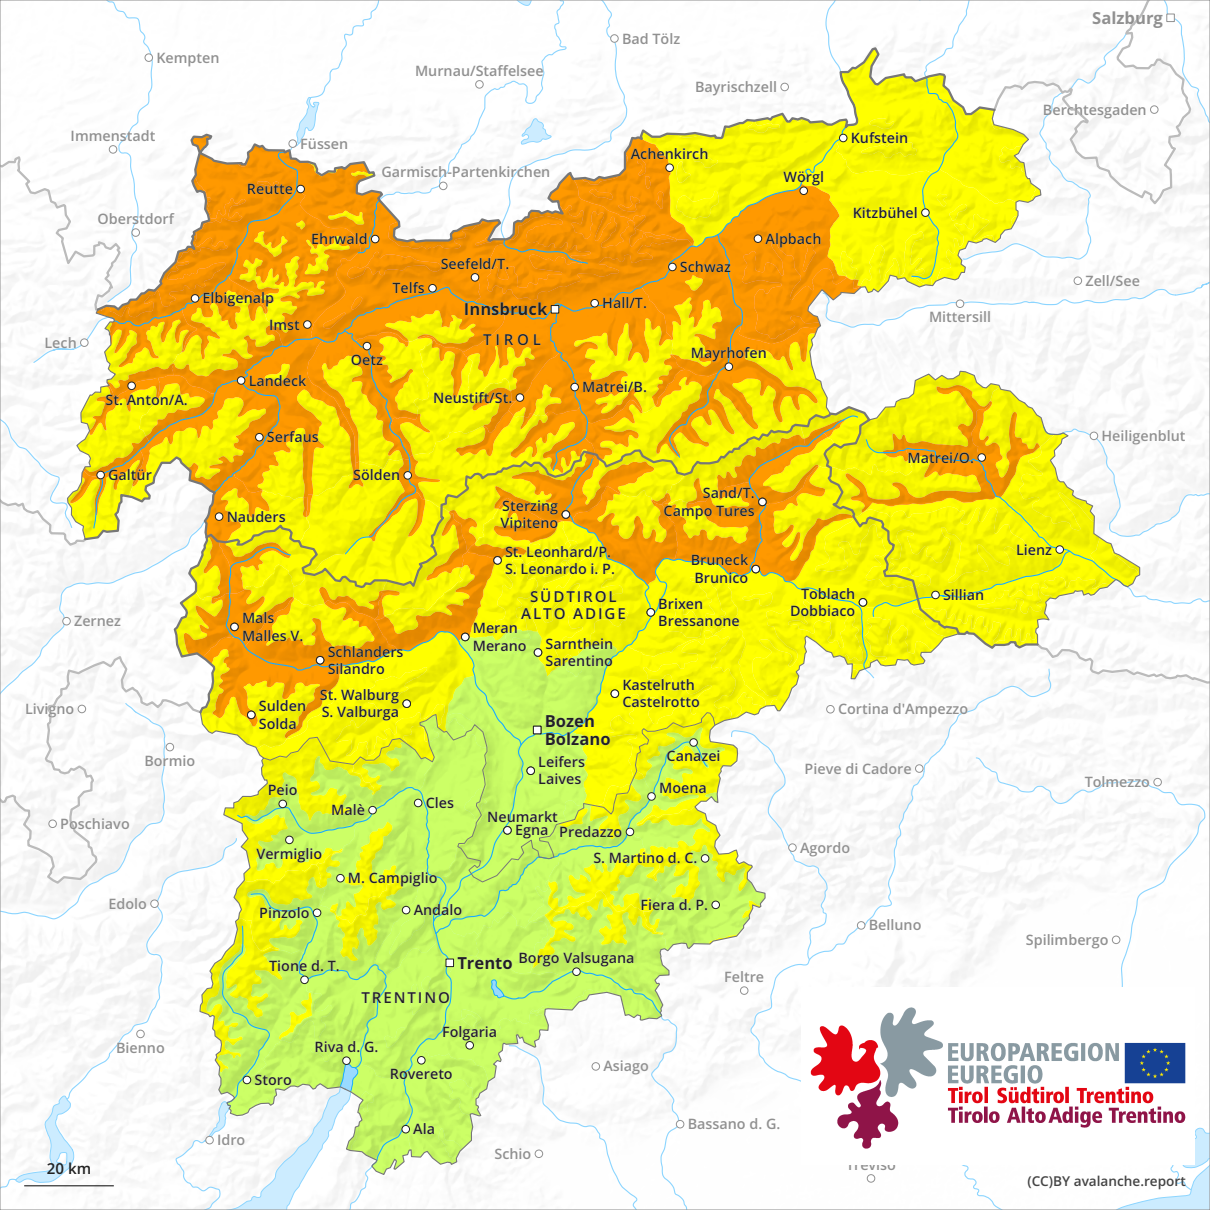 Salzburg
Bad Tölz
Kempten
Murnau/Staffelsee
Bayrischzell
Berchtesgaden
Immenstadt
Füssen
Kufstein
Achenkirch
Garmisch-Partenkirchen
Wörgl
Reutte
Oberstdorf
Kitzbühel
Ehrwald
Alpbach
Seefeld/T.
Schwaz
Zell/See
Telfs
Elbigenalp
Hall/T.
Innsbruck
Mittersill
Imst
TIROL
Lech
Oetz
Mayrhofen
Landeck
Matrei/B.
St. Anton/A.
Neustift/St.
Serfaus
Heiligenblut
Matrei/O.
Galtür
Sölden
Sand/T.
Campo Tures
Sterzing
Vipiteno
Nauders
St. Leonhard/P.
S. Leonardo i. P.
Lienz
Bruneck
Brunico
SÜDTIROL
ALTO ADIGE
Toblach
Dobbiaco
Sillian
Brixen
Bressanone
Zernez
Mals
Malles V.
Meran
Merano
Sarnthein
Sarentino
Schlanders
Silandro
Kastelruth
Castelrotto
St. Walburg
S. Valburga
Livigno
Sulden
Solda
Cortina d'Ampezzo
Bozen
Bolzano
Bormio
Canazei
Leifers
Laives
Pieve di Cadore
Tolmezzo
Peio
Moena
Malè
Cles
Neumarkt
Egna
Poschiavo
Predazzo
Vermiglio
Agordo
S. Martino d. C.
M. Campiglio
Edolo
Pinzolo
Andalo
Fiera d. P.
Belluno
Spilimbergo
Trento
Borgo Valsugana
Tione d. T.
Feltre
TRENTINO
Folgaria
Bienno
Riva d. G.
Rovereto
Asiago
Storo
EUROPAREGION
EUREGIO
Tirol Südtirol Trentino
Tirolo Alto Adige Trentino
Ala
Bassano d. G.
Idro
Schio
Treviso
20 km
(CC)BY avalanche.report